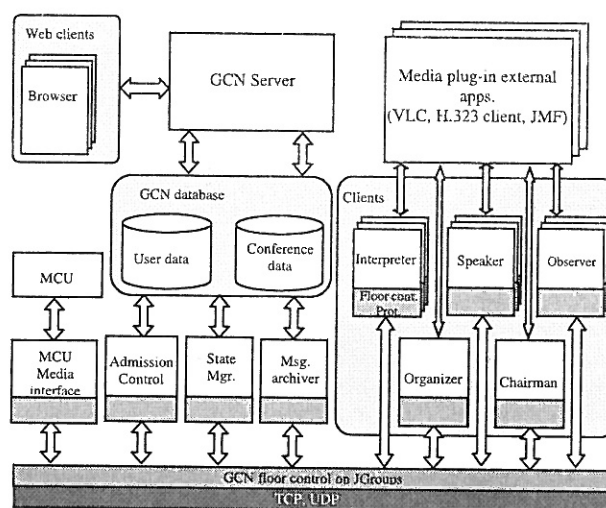 Web clients
Browser
GCN Server
Media plug-in external
apps.
(VLC, H.323 client, JMF)
GCN database
User data
Conference
data
Clients
Interpreter
Floor cont.
Prot.
Speaker
Observer
Organizer
Chairman
MCU
MCU
Media
interface
Admission
Control
State
Mgr.
Msg.
archiver
GCN floor control on JGroups
TCP, UDP